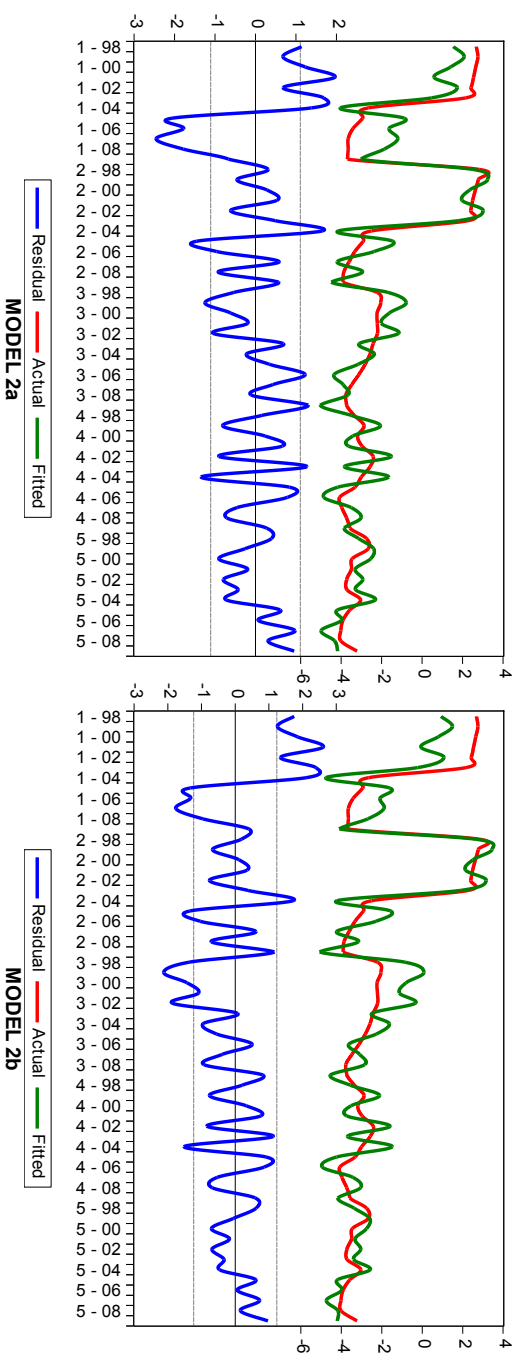 -3 -2 -1 0 1 2
1 - 98
1 - 00
1 - 02
1 - 04
1 - 06
1 - 08
2 - 98
2 - 00
2 - 02
2 - 04
2 - 06
2 - 08
3 - 98
3 - 00
3 - 02
3 - 04
3 - 06
3 - 08
4 - 98
4 - 00
4 - 02
4 - 04
4 - 06
4 - 08
5 - 98
5 - 00
5 - 02
5 - 04
5 - 06
5 - 08
-6 -4 -2 0 2 4
Residual Actual Fitted
MODEL 2a
-3 -2 -1 0 1 2 3
1 - 98
1 - 00
1 - 02
1 - 04
1 - 06
1 - 08
2 - 98
2 - 00
2 - 02
2 - 04
2 - 06
2 - 08
3 - 98
3 - 00
3 - 02
3 - 04
3 - 06
3 - 08
4 - 98
4 - 00
4 - 02
4 - 04
4 - 06
4 - 08
5 - 98
5 - 00
5 - 02
5 - 04
5 - 06
5 - 08
-6 -4 -2 0 2 4
Residual Actual Fitted
MODEL 2b